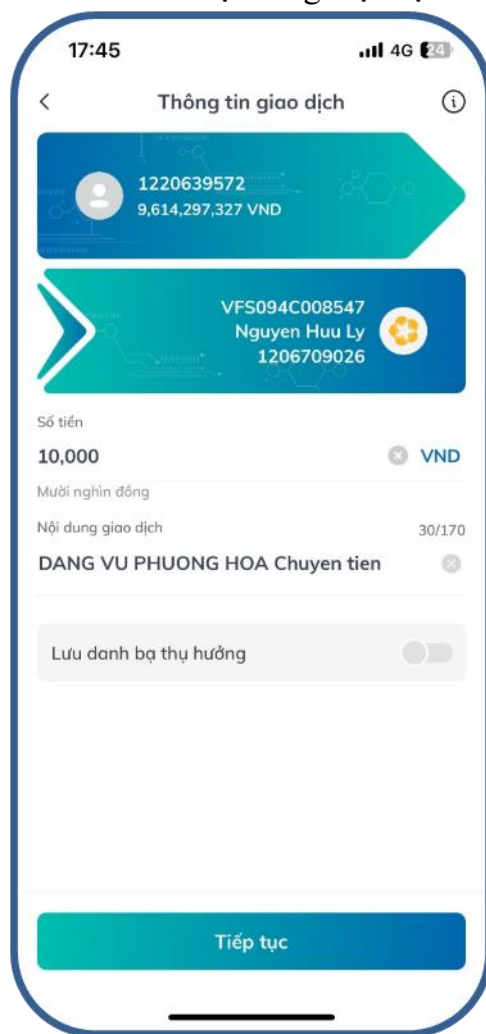 17:45
4G 24
Thông tin giao dịch
1220639572
9,614,297,327 VND
VFS094C008547
Nguyen Huu Ly
1206709026
Số tiền
10,000 VND
Mười nghìn đồng
Nội dung giao dịch 30/170
DANG VU PHUONG HOA Chuyen tien
Lưu danh bạ thụ hưởng
Tiếp tục